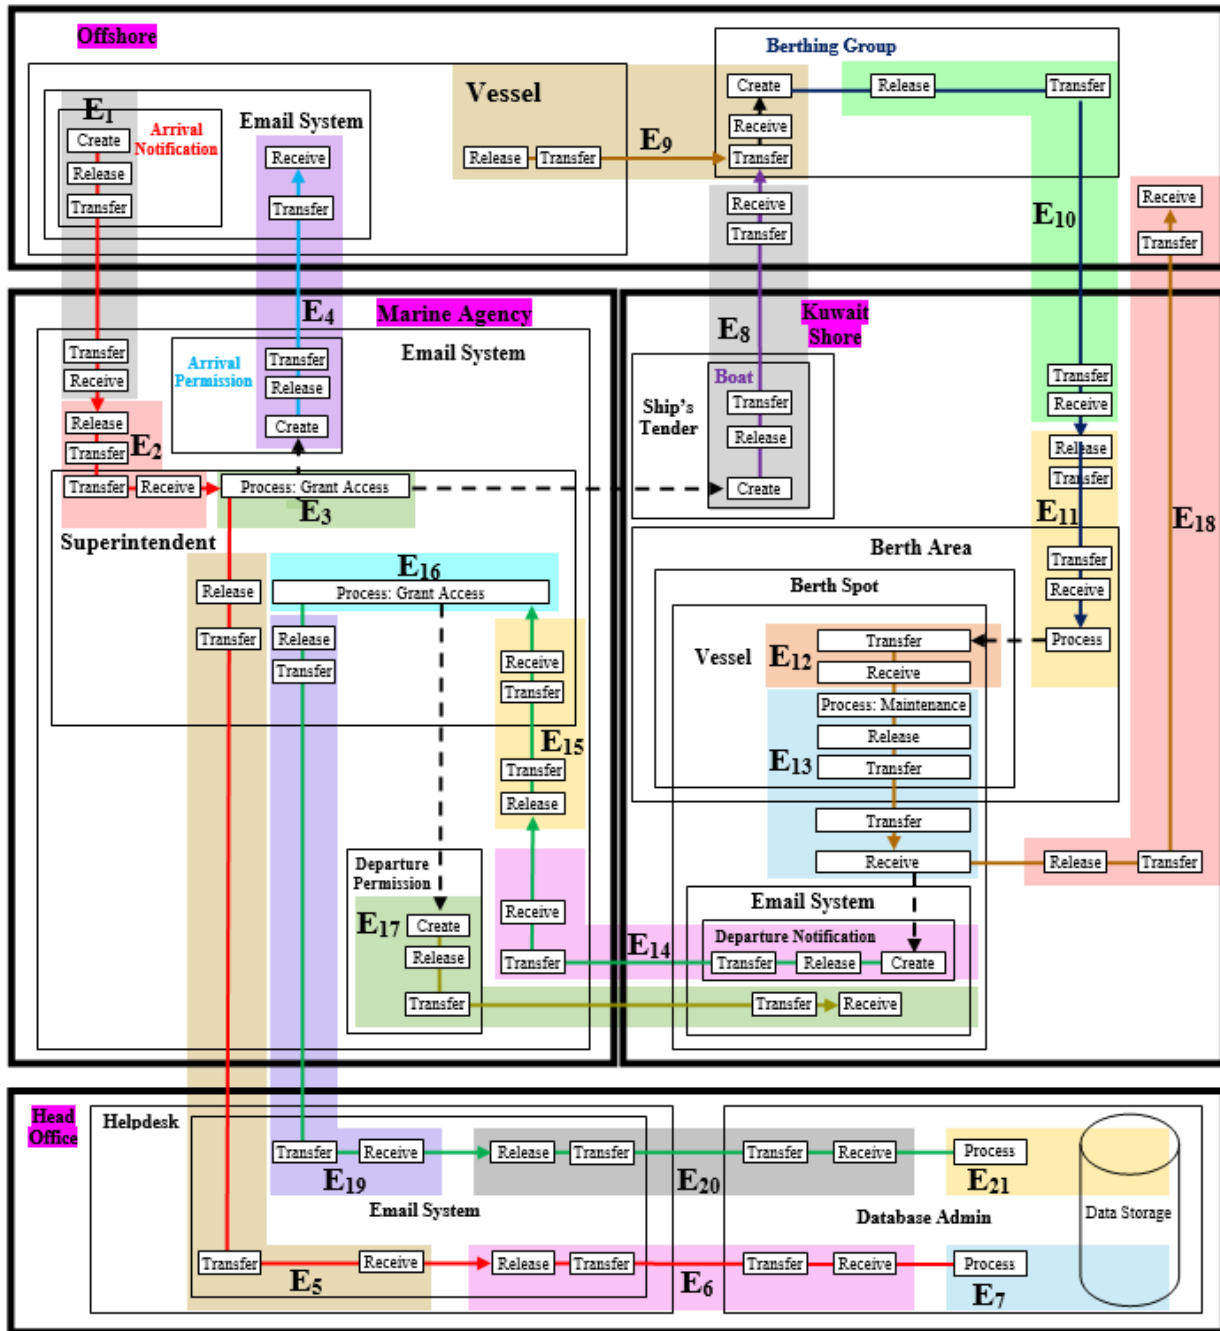 Offshore
Berthing Group
Vessel
Create
Release
Transfer
E1
Email System
Create
Arrival
Notification
Receive
Receive
E9
Release
Transfer
Transfer
Release
Transfer
Transfer
Receive
Receive
E10
Transfer
Transfer
E4
Marine Agency
Kuwait
Shore
E8
Email System
Transfer
Receive
Arrival
Permission
Transfer
Release
Create
Boat
Ship's
Tender
Transfer
Release
Create
Transfer
Receive
Release
Transfer
E2
Release
Transfer
Transfer
Receive
Process: Grant Access
E3
E11
E18
Superintendent
Berth Area
E16
Transfer
Receive
Process
Berth Spot
Release
Process: Grant Access
Transfer
Release
Transfer
E12
Transfer
Receive
Vessel
Receive
Transfer
Process: Maintenance
Release
Transfer
E13
E15
Transfer
Release
Transfer
Receive
Release
Transfer
Departure
Permission
Email System
Receive
E17
Create
Departure Notification
E14
Release
Transfer
Transfer
Release
Create
Transfer
Transfer
Receive
Head
Office
Helpdesk
Transfer
Receive
Release
Transfer
Transfer
Receive
Process
E19
E20
E21
Email System
Database Admin
Data Storage
Transfer
Receive
Release
Transfer
Transfer
Receive
Process
E5
E6
E7